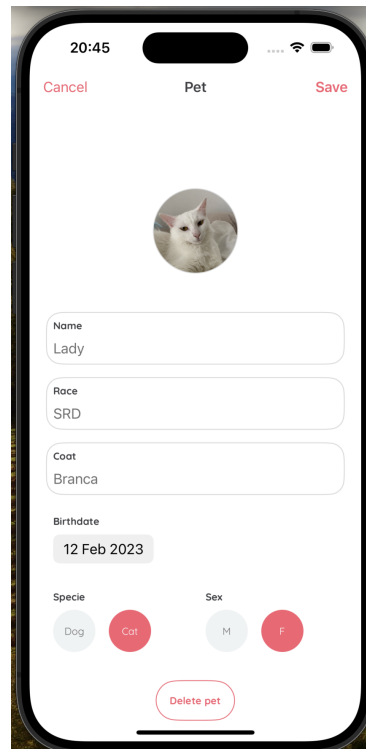 20:45
Cancel Pet Save
Name
Lady
Race
SRD
Coat
Branca
Birthdate
12 Feb 2023
Specie Sex
Dog Cat M F
Delete pet